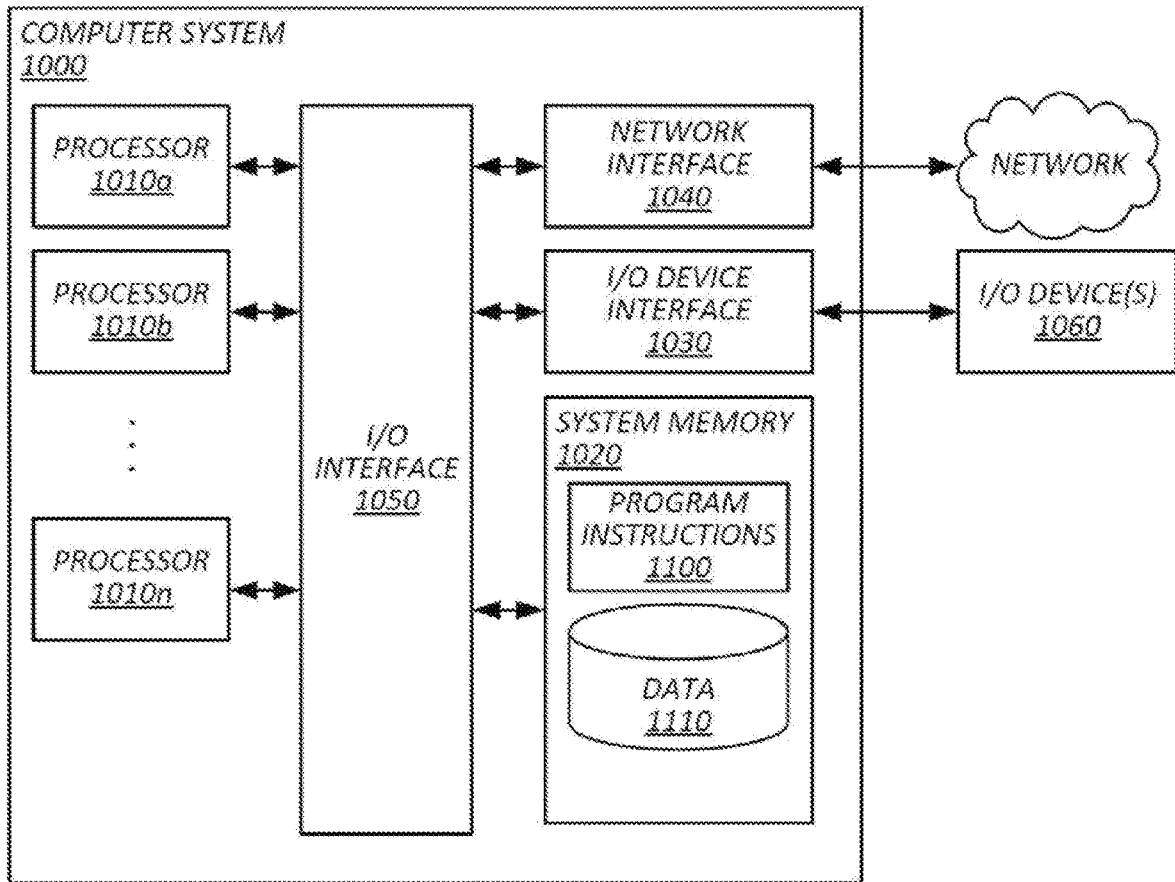 COMPUTER SYSTEM
1000
PROCESSOR
1010a
PROCESSOR
1010b
PROCESSOR
1010n
I/O
INTERFACE
1050
NETWORK
INTERFACE
1040
I/O DEVICE
INTERFACE
1030
SYSTEM MEMORY
1020
PROGRAM
INSTRUCTIONS
1100
DATA
1110
NETWORK
I/O DEVICE(S)
1060